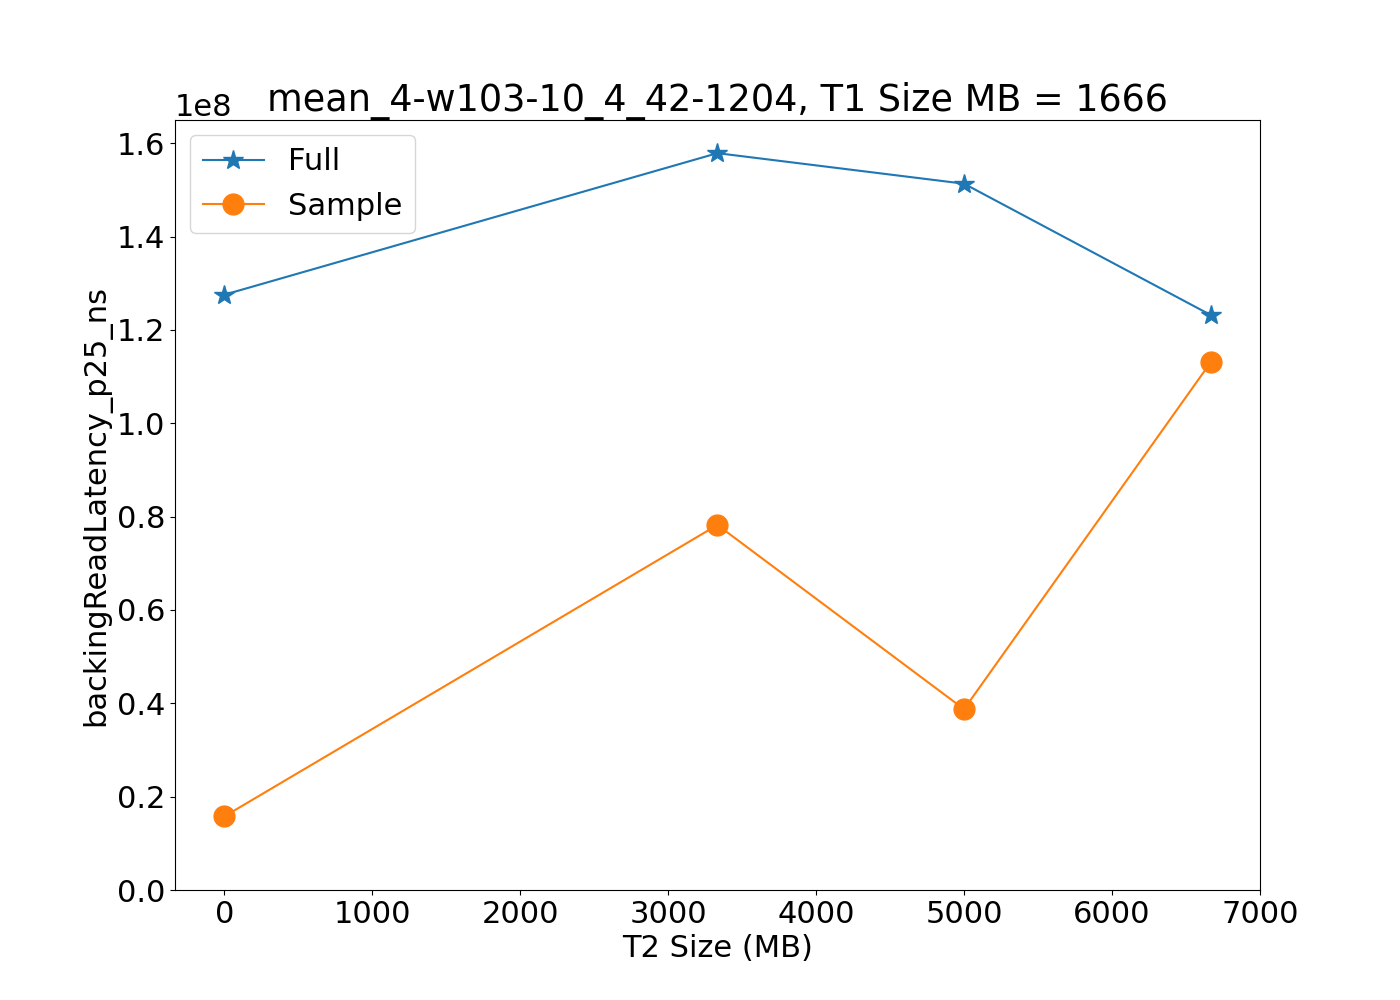 1e8
mean_4-w103-10_4_42-1204, T1 Size MB = 1666
Full
Sample
backingReadLatency_p25_ns
1.6
1.4
1.2
1.0
0.8
0.6
0.4
0.2
0.0
0 1000 2000 3000 4000 5000 6000 7000
T2 Size (MB)